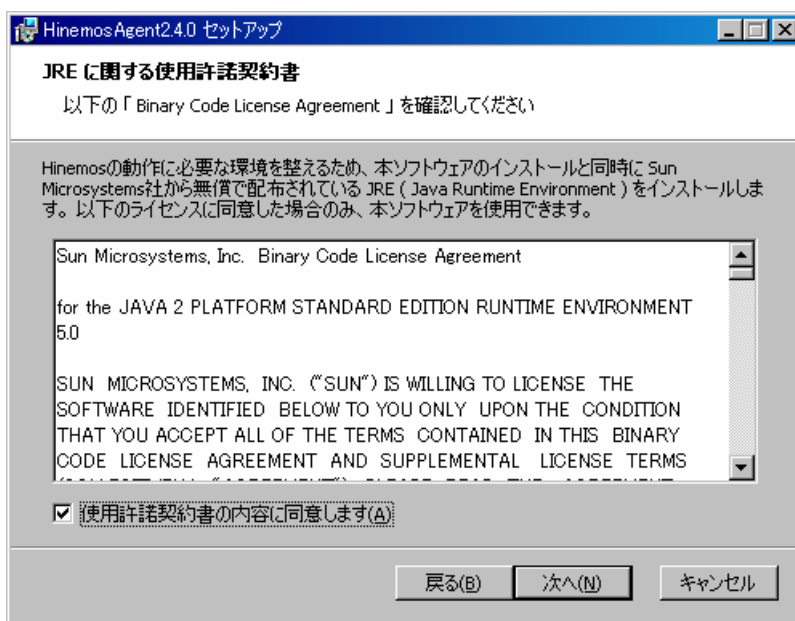 HinemosAgent2.4.0 セットアップ
JRE に関する使用許諾契約書
以下の「 Binary Code License Agreement 」を確認してください
Hinemosの動作に必要な環境を整えるため、本ソフトウェアのインストールと同時に Sun
Microsystems社から無償で配布されている JRE ( Java Runtime Environment ) をインストールしま
す。以下のライセンスに同意した場合のみ、本ソフトウェアを使用できます。
Sun Microsystems, Inc. Binary Code License Agreement
for the JAVA 2 PLATFORM STANDARD EDITION RUNTIME ENVIRONMENT
5.0
SUN MICROSYSTEMS, INC. ("SUN") IS WILLING TO LICENSE THE
SOFTWARE IDENTIFIED BELOW TO YOU ONLY UPON THE CONDITION
THAT YOU ACCEPT ALL OF THE TERMS CONTAINED IN THIS BINARY
CODE LICENSE AGREEMENT AND SUPPLEMENTAL LICENSE TERMS
使用許諾契約書の内容に同意します(A)
戻る(B)
次へ(N)
キャンセル